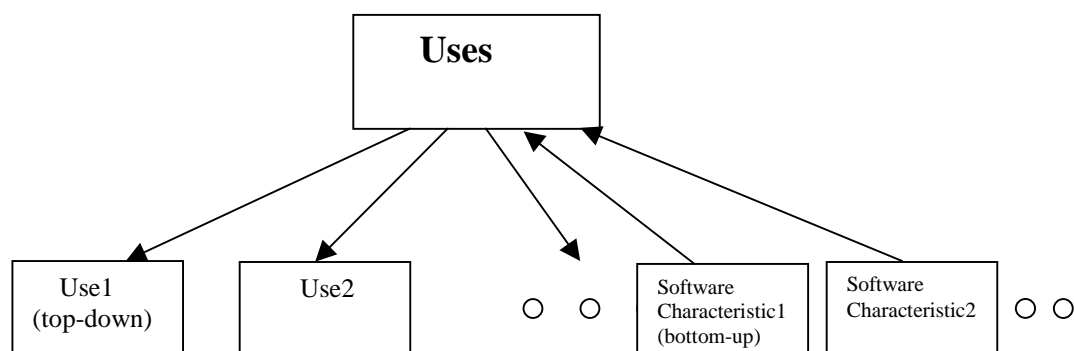 Uses
Use1
(top-down)
Use2
Software
Characteristic1
(bottom-up)
Software
Characteristic2